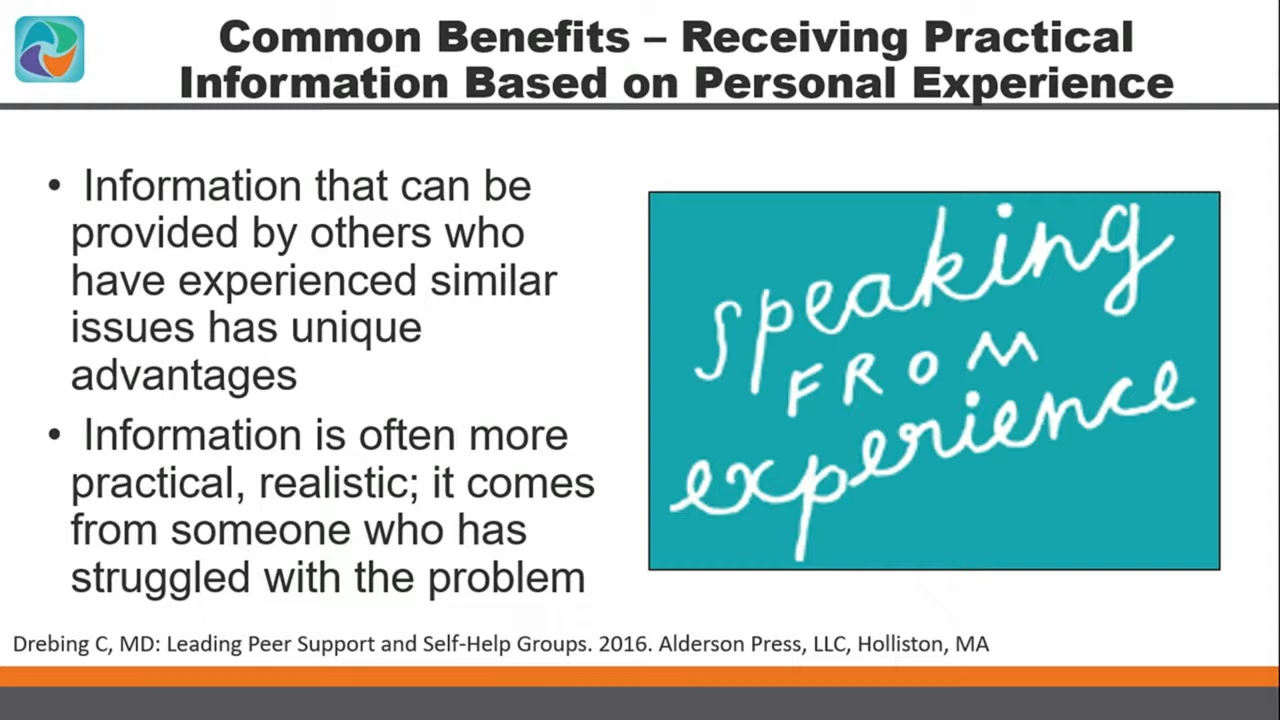 Common Benefits – Receiving Practical
Information Based on Personal Experience
• Information that can be
provided by others who
have experienced similar
issues has unique
advantages
• Information is often more
practical, realistic; it comes
from someone who has
struggled with the problem
speaking
FROM
experience
Drebing C, MD: Leading Peer Support and Self-Help Groups. 2016. Alderson Press, LLC, Holliston, MA